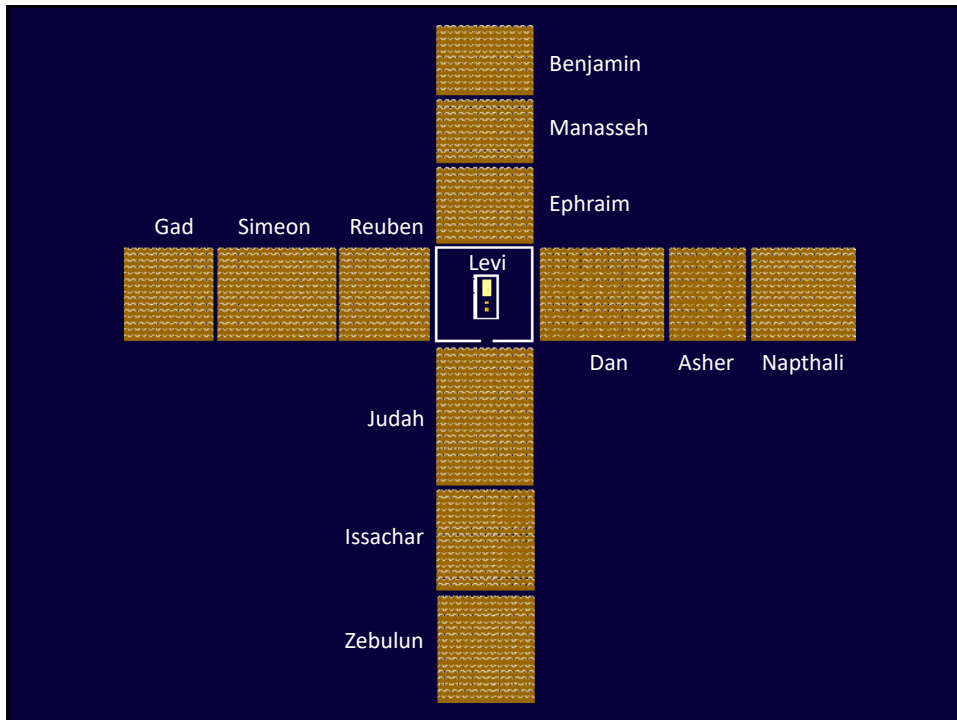 Benjamin
Manasseh
Ephraim
Gad Simeon Reuben
Levi
Dan Asher Napthali
Judah
Issachar
Zebulun